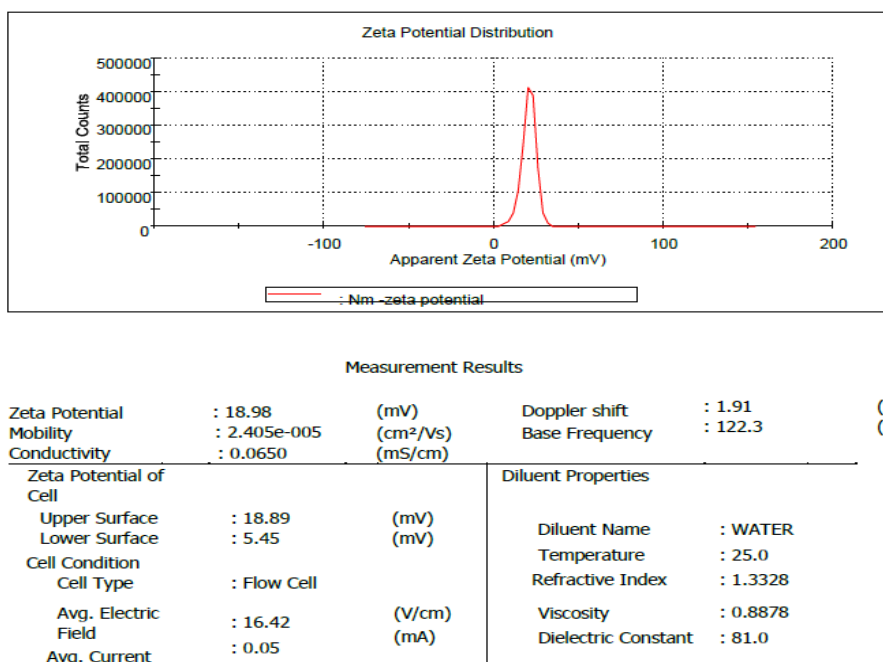 Zeta Potential Distribution
500000
400000
300000
200000
100000
0
Total Counts
-100 0 100 200
Apparent Zeta Potential (mV)
: Nm -zeta potential
Measurement Results
Zeta Potential : 18.98 (mV) Doppler shift : 1.91 (
Mobility : 2.405e-005 (cm²/Vs) Base Frequency : 122.3 (
Conductivity : 0.0650 (mS/cm)
Zeta Potential of Diluent Properties
Cell
Upper Surface : 18.89 (mV)
Lower Surface : 5.45 (mV) Diluent Name : WATER
Cell Condition Temperature : 25.0
Cell Type : Flow Cell Refractive Index : 1.3328
Avg. Electric : 16.42 (V/cm) Viscosity : 0.8878
Field (mA) Dielectric Constant : 81.0
Avg. Current : 0.05